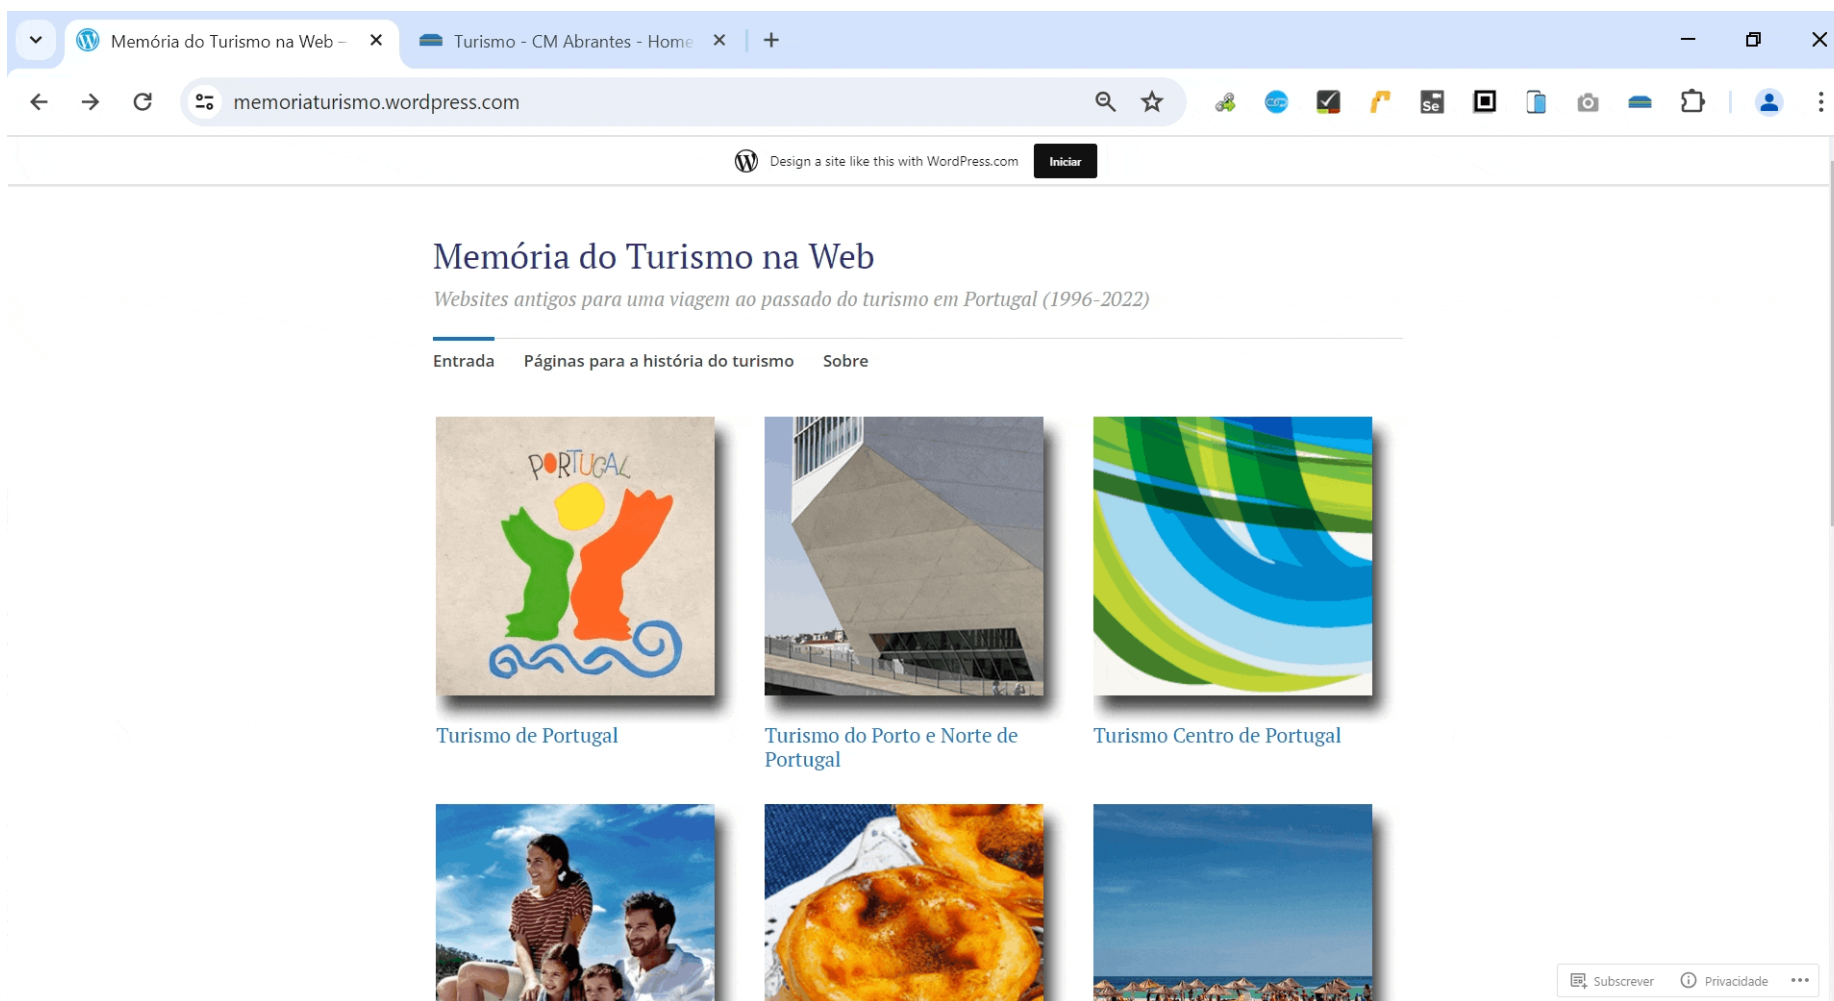 Memória do Turismo na Web –
Turismo - CM Abrantes - Home
memoriaturismo.wordpress.com
Se
Design a site like this with WordPress.com
Iniciar
Memória do Turismo na Web
Websites antigos para uma viagem ao passado do turismo em Portugal (1996-2022)
Entrada Páginas para a história do turismo Sobre
PORTUGAL
Turismo de Portugal
Turismo do Porto e Norte de
Portugal
Turismo Centro de Portugal
Subscrever Privacidade